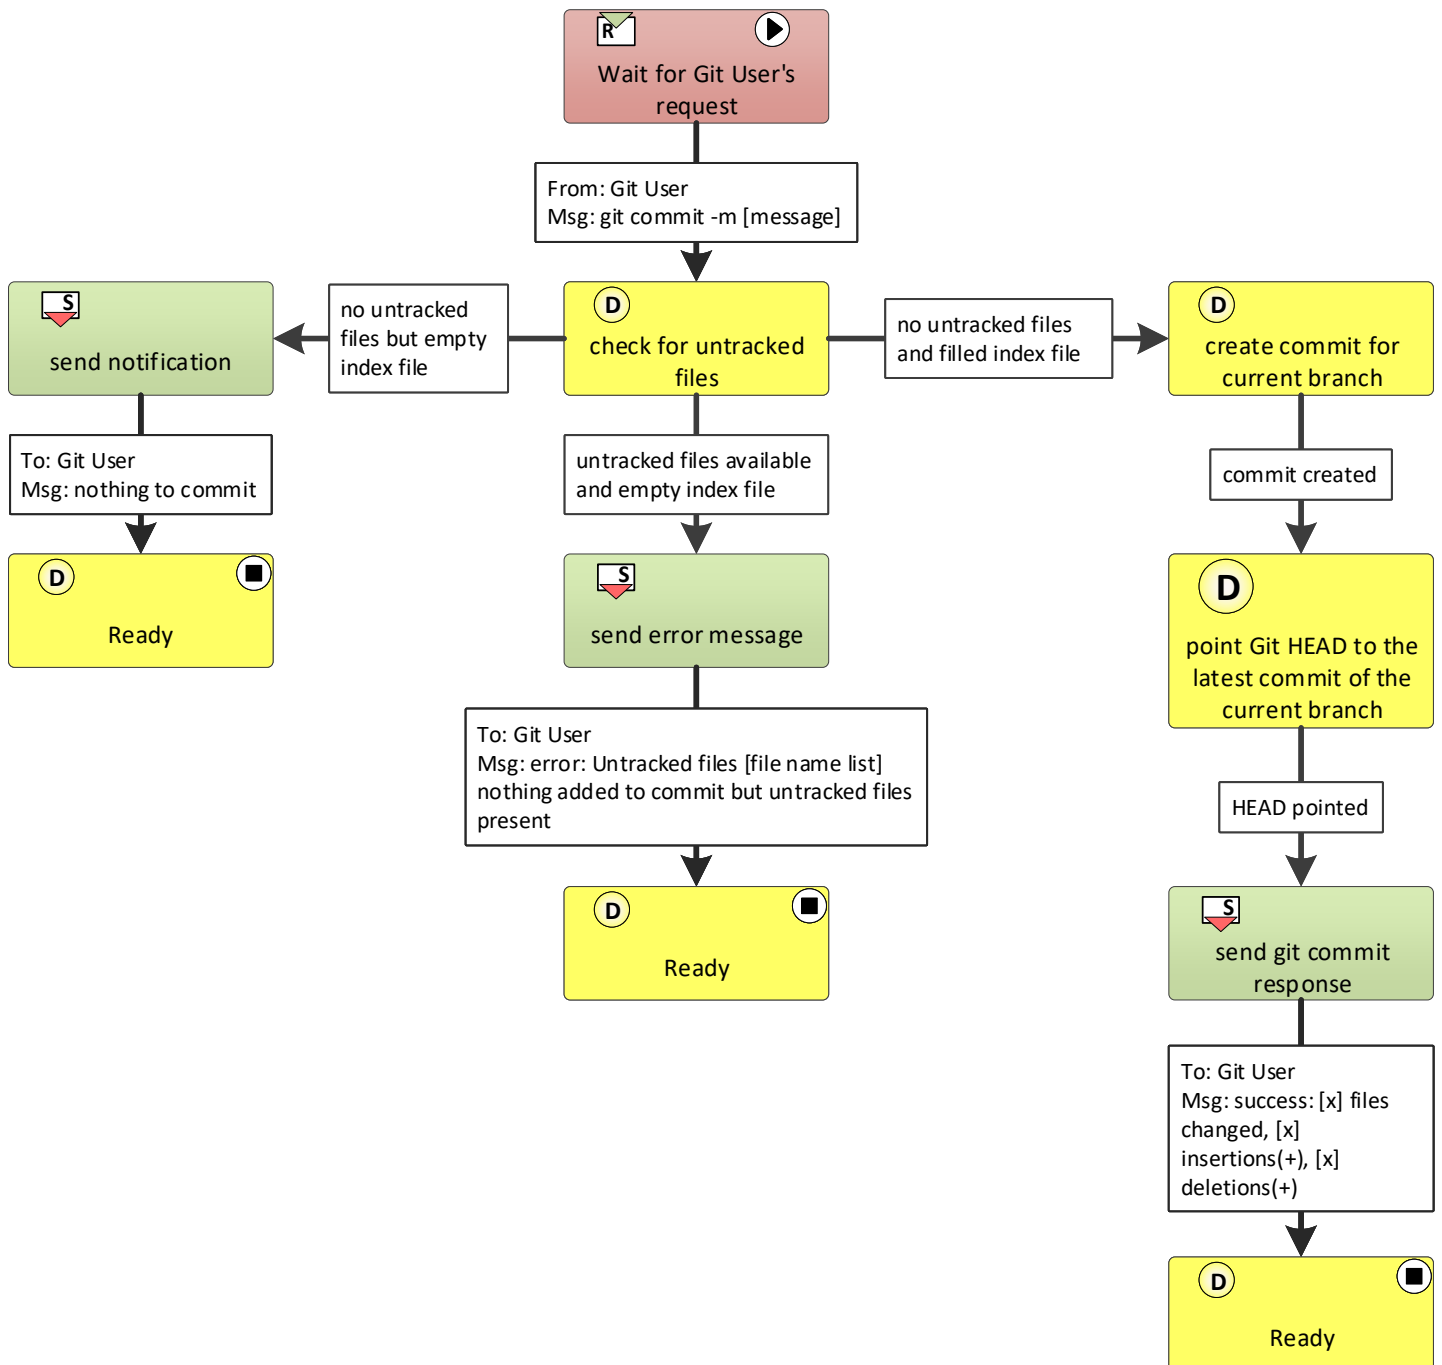 R
Wait for Git User's
request
From: Git User
Msg: git commit -m [message]
S
send notification
no untracked
files but empty
index file
D
check for untracked
files
no untracked files
and filled index file
D
create commit for
current branch
To: Git User
Msg: nothing to commit
untracked files available
and empty index file
commit created
D
Ready
S
send error message
D
point Git HEAD to the
latest commit of the
current branch
To: Git User
Msg: error: Untracked files [file name list]
nothing added to commit but untracked files
present
HEAD pointed
D
Ready
S
send git commit
response
To: Git User
Msg: success: [x] files
changed, [x]
insertions(+), [x]
deletions(+)
D
Ready